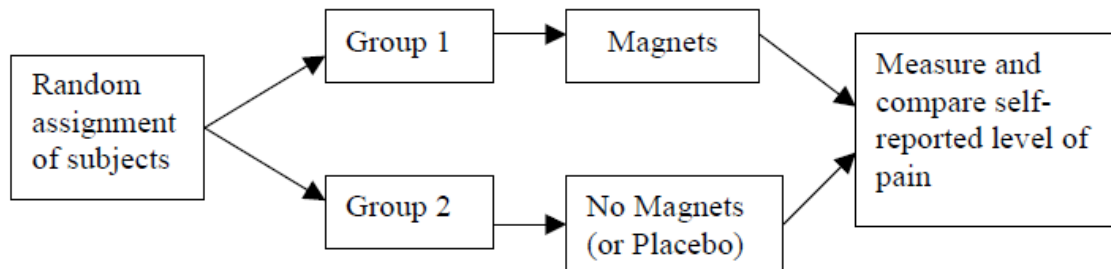 Random
assignment
of subjects
Group 1
Magnets
Group 2
No Magnets
(or Placebo)
Measure and
compare self-
reported level of
pain